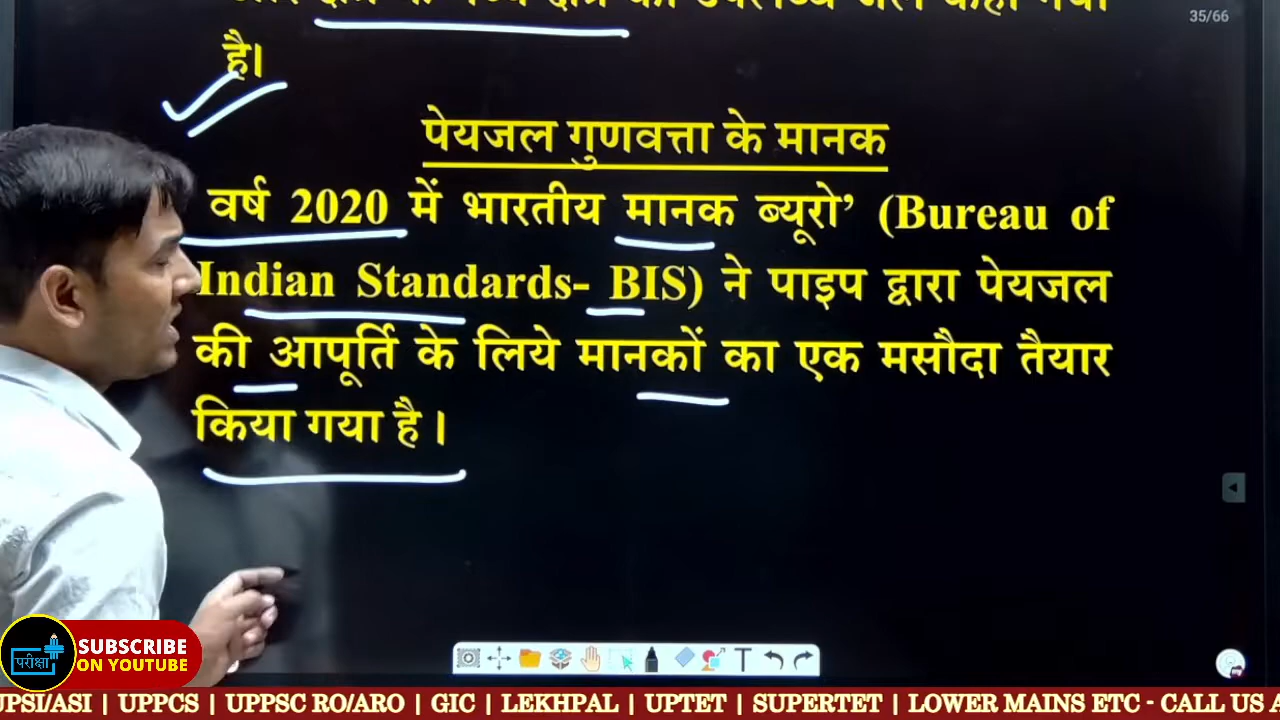 35/66
है।
पेयजल गुणवत्ता के मानक
वर्ष 2020 में भारतीय मानक ब्यूरो’ (Bureau of
Indian Standards- BIS) ने पाइप द्वारा पेयजल
की आपूर्ति के लिये मानकों का एक मसौदा तैयार
किया गया है।
परीक्षा
SUBSCRIBE
ON YOUTUBE
UPSI/ASI | UPPCS | UPPSC RO/ARO | GIC | LEKHPAL | UPTET | SUPERTET | LOWER MAINS ETC - CALL US